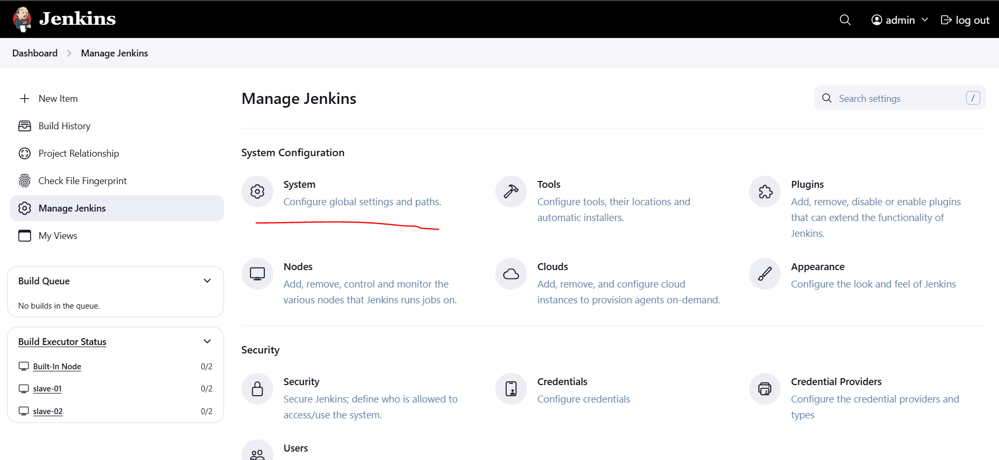 Jenkins
admin
log out
Dashboard
Manage Jenkins
New Item
Build History
Project Relationship
Check File Fingerprint
Manage Jenkins
My Views
Build Queue
No builds in the queue.
Build Executor Status
Built-In Node 0/2
slave-01 0/2
slave-02 0/2
Manage Jenkins
Search settings /
System Configuration
System
Configure global settings and paths.
Tools
Configure tools, their locations and
automatic installers.
Plugins
Add, remove, disable or enable plugins
that can extend the functionality of
Jenkins.
Nodes
Add, remove, control and monitor the
various nodes that Jenkins runs jobs on.
Clouds
Add, remove, and configure cloud
instances to provision agents on-demand.
Appearance
Configure the look and feel of Jenkins
Security
Security
Secure Jenkins; define who is allowed to
access/use the system.
Credentials
Configure credentials
Credential Providers
Configure the credential providers and
types
Users